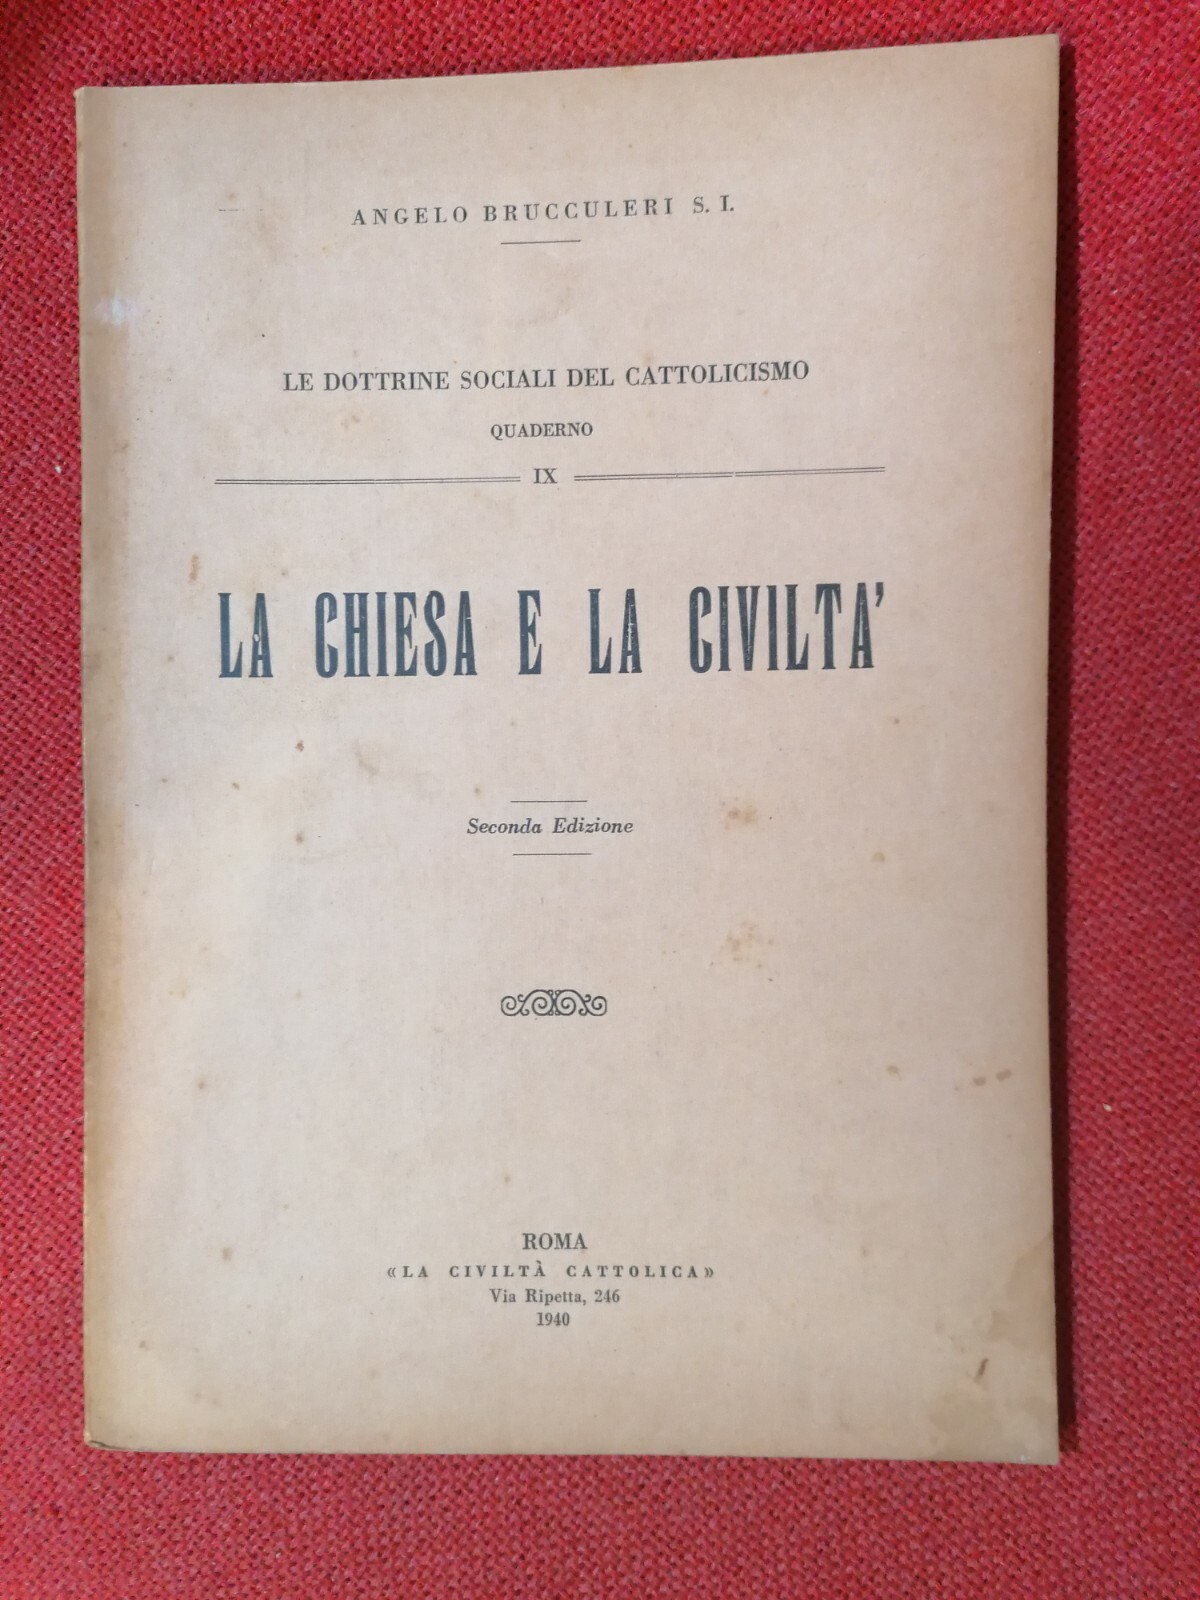 ANGELO BRUCCULERI S. I.
LE DOTTRINE SOCIALI DEL CATTOLICISMO
QUADERNO
IX
LA CHIESA E LA CIVILTA'
Seconda Edizione
ROMA
«LA CIVILTÀ CATTOLICA»
Via Ripetta, 246
1940